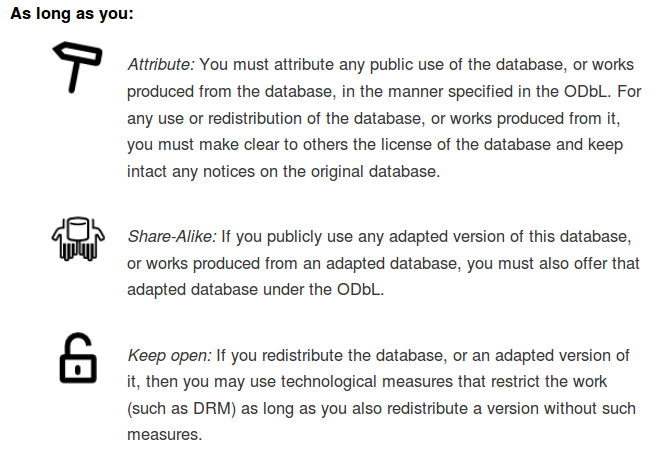 As long as you:
Attribute: You must attribute any public use of the database, or works
produced from the database, in the manner specified in the ODbL. For
any use or redistribution of the database, or works produced from it,
you must make clear to others the license of the database and keep
intact any notices on the original database.
Share-Alike: If you publicly use any adapted version of this database,
or works produced from an adapted database, you must also offer that
adapted database under the ODbL.
Keep open: If you redistribute the database, or an adapted version of
it, then you may use technological measures that restrict the work
(such as DRM) as long as you also redistribute a version without such
measures.